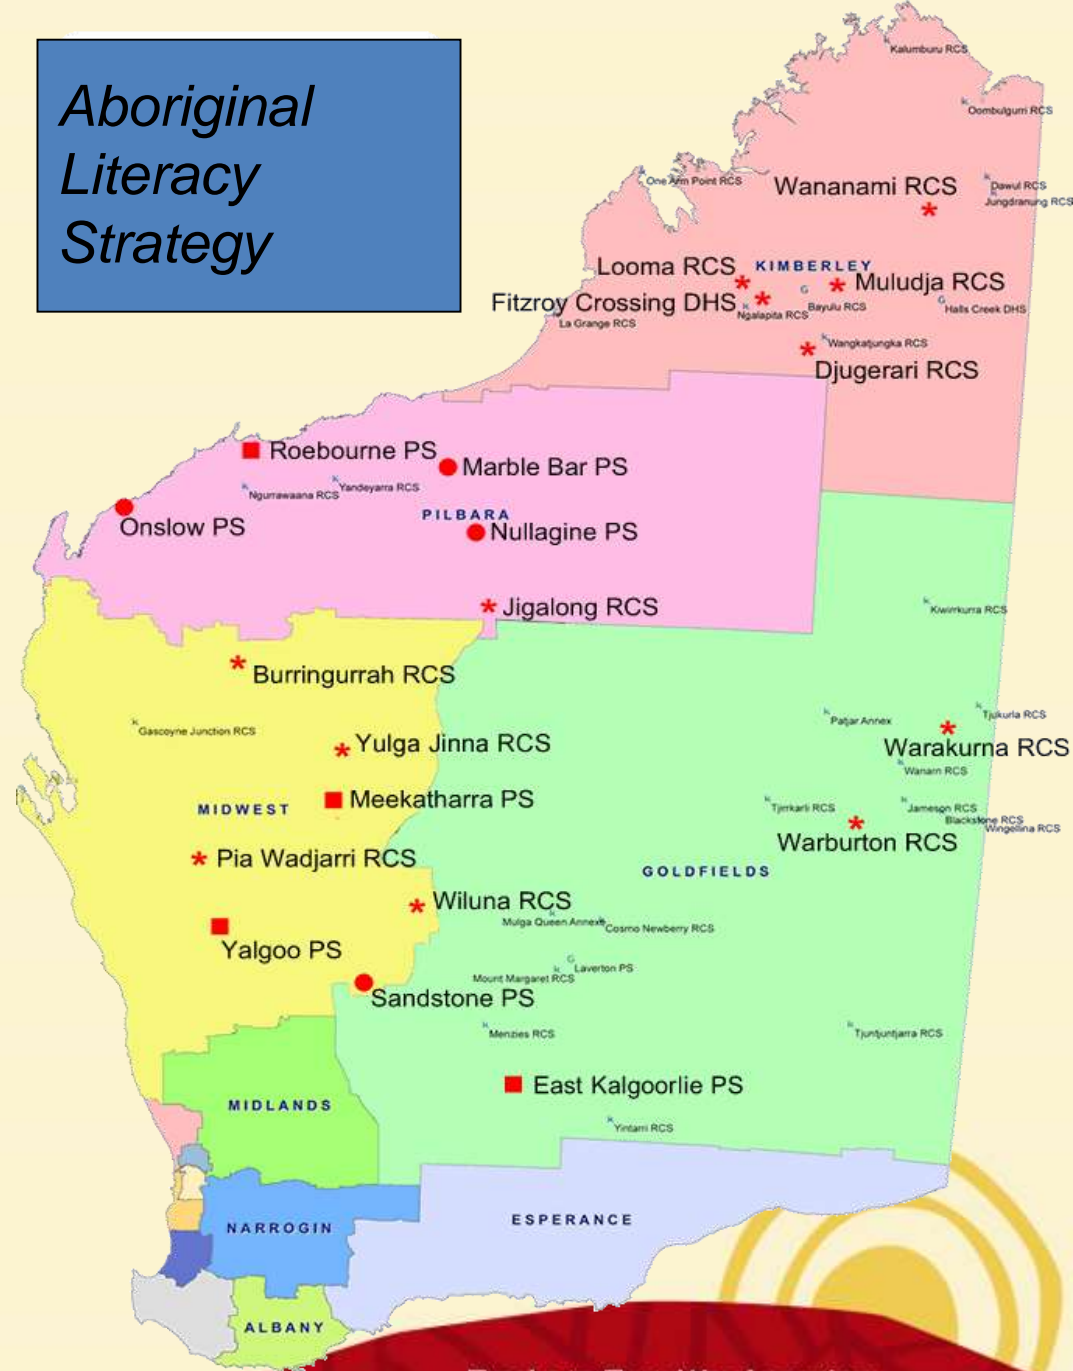 Aboriginal
Literacy
Strategy
Kalumburu RCS
Oombulgurri RCS
One Arm Point RCS
Wananami RCS
Dawul RCS
Jungdranung RCS
Looma RCS
KIMBERLEY
Muludja RCS
Fitzroy Crossing DHS
Ngalapita RCS
Bayulu RCS
Halls Creek DHS
La Grange RCS
Wangkatjungka RCS
Djugerari RCS
Roebourne PS
Marble Bar PS
Ngurrawaana RCS
Yandeyarra RCS
PILBARA
Onslow PS
Nullagine PS
Jigalong RCS
Kiwirrkurra RCS
Burringurrah RCS
Gascoyne Junction RCS
Patjar Annex
Tjukurla RCS
Yulga Jinna RCS
Warakurna RCS
Wanarn RCS
Meekatharra PS
MIDWEST
Tjirrkarli RCS
Jameson RCS
Blackstone RCS
Wingellina RCS
Warburton RCS
Pia Wadjarri RCS
GOLDFIELDS
Wiluna RCS
Mulga Queen Annexe
Cosmo Newberry RCS
Yalgoo PS
Laverton PS
Mount Margaret RCS
Sandstone PS
Menzies RCS
Tjuntjuntjarra RCS
East Kalgoorlie PS
MIDLANDS
Yintarri RCS
NARROGIN
ESPERANCE
ALBANY